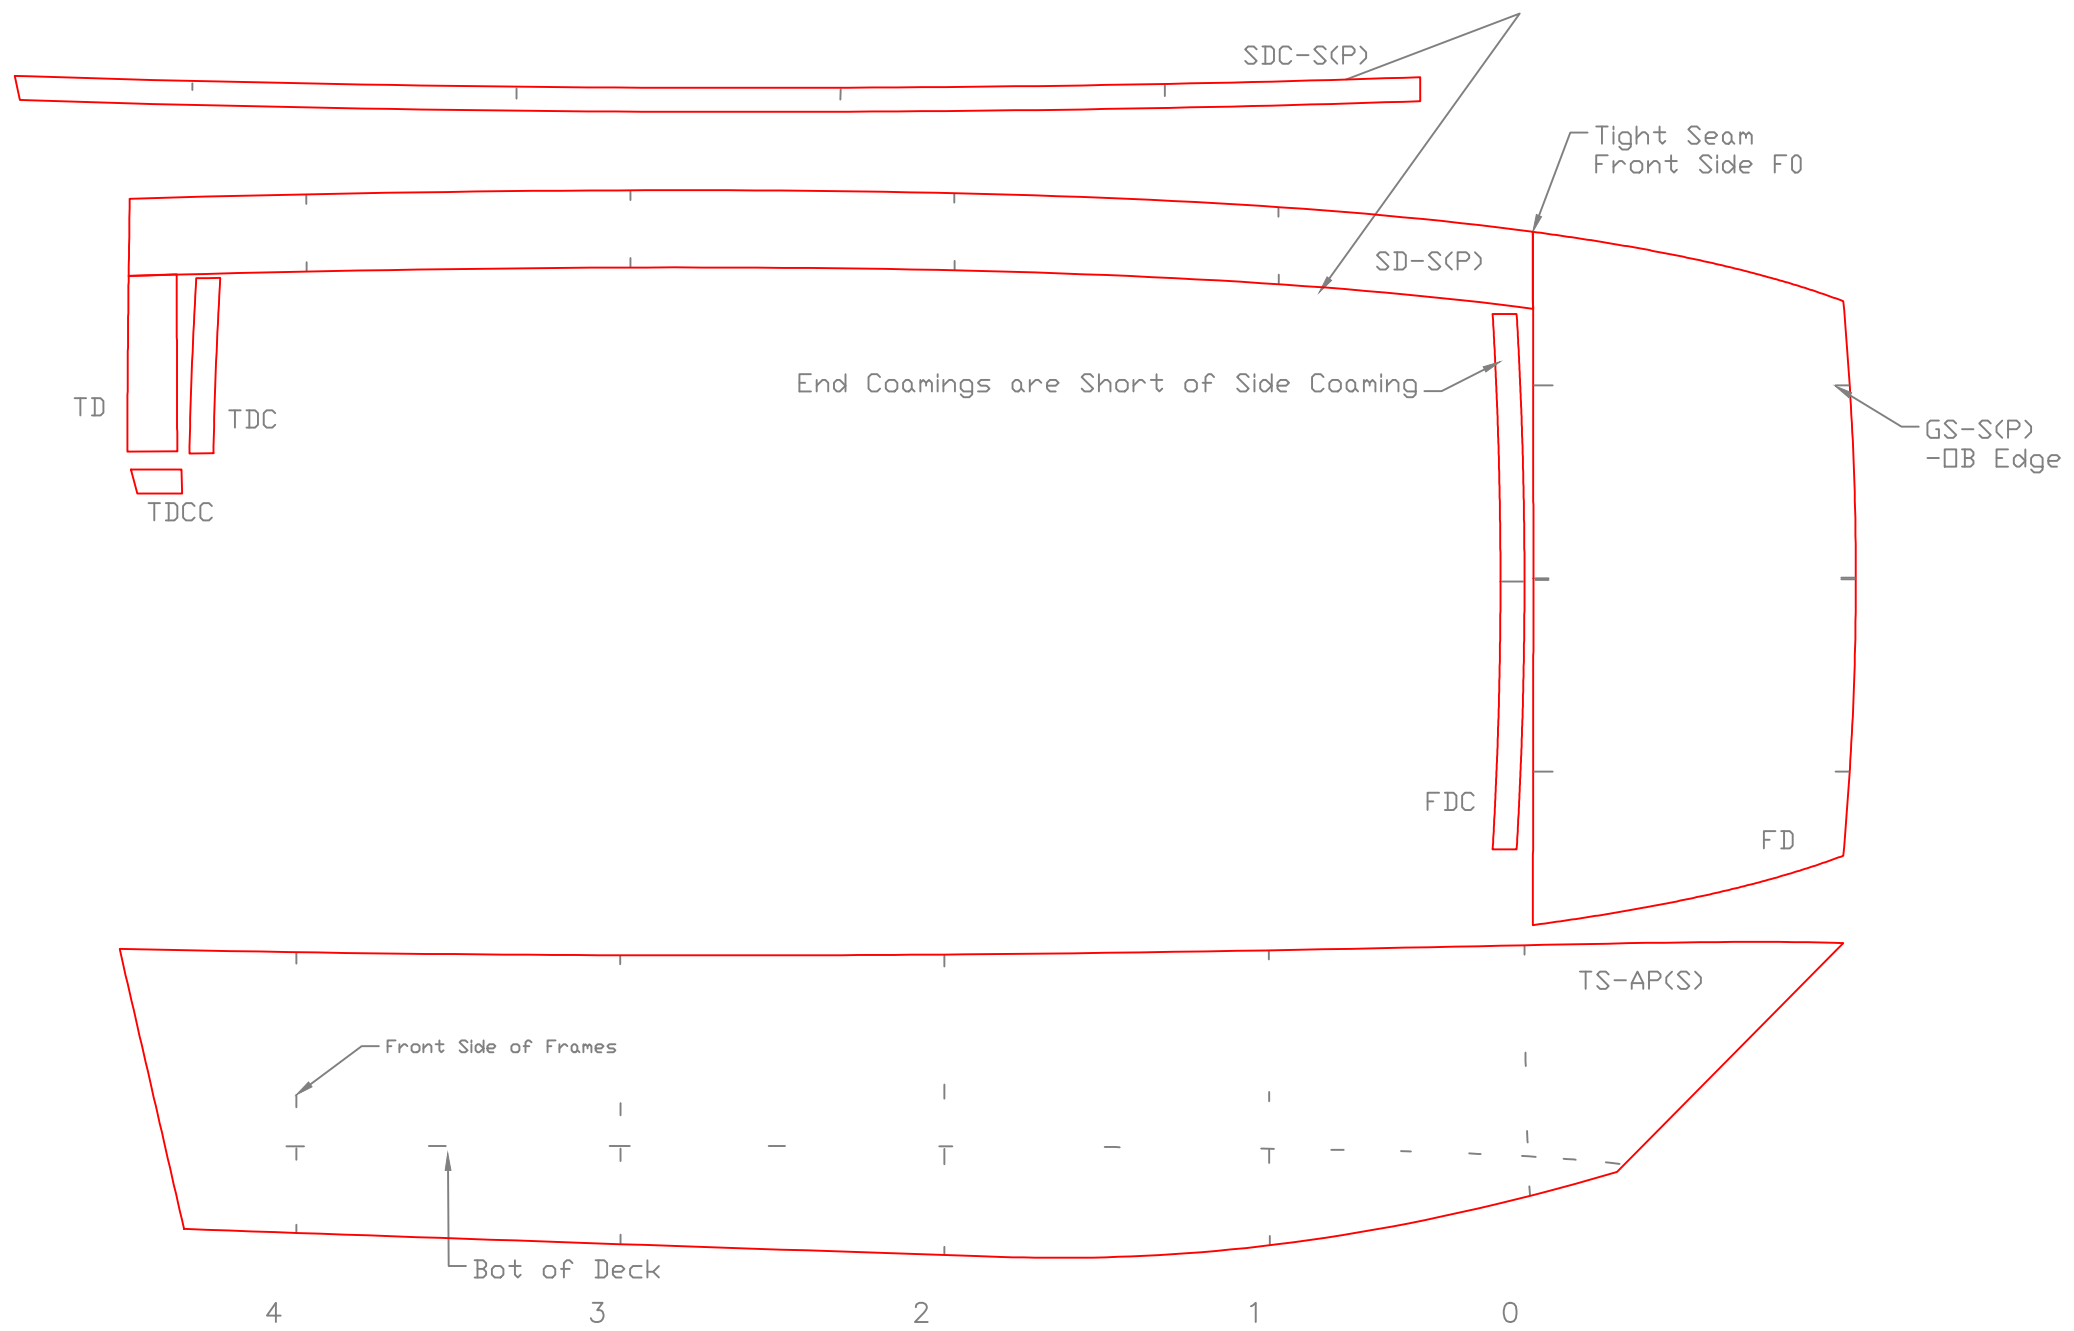 SDC-S(P)
Tight Seam
Front Side F0
SD-S(P)
End Coamings are Short of Side Coaming
TD
TDC
GS-S(P)
-OB Edge
TDCC
FDC
FD
TS-AP(S)
Front Side of Frames
Bot of Deck
4 3 2 1 0